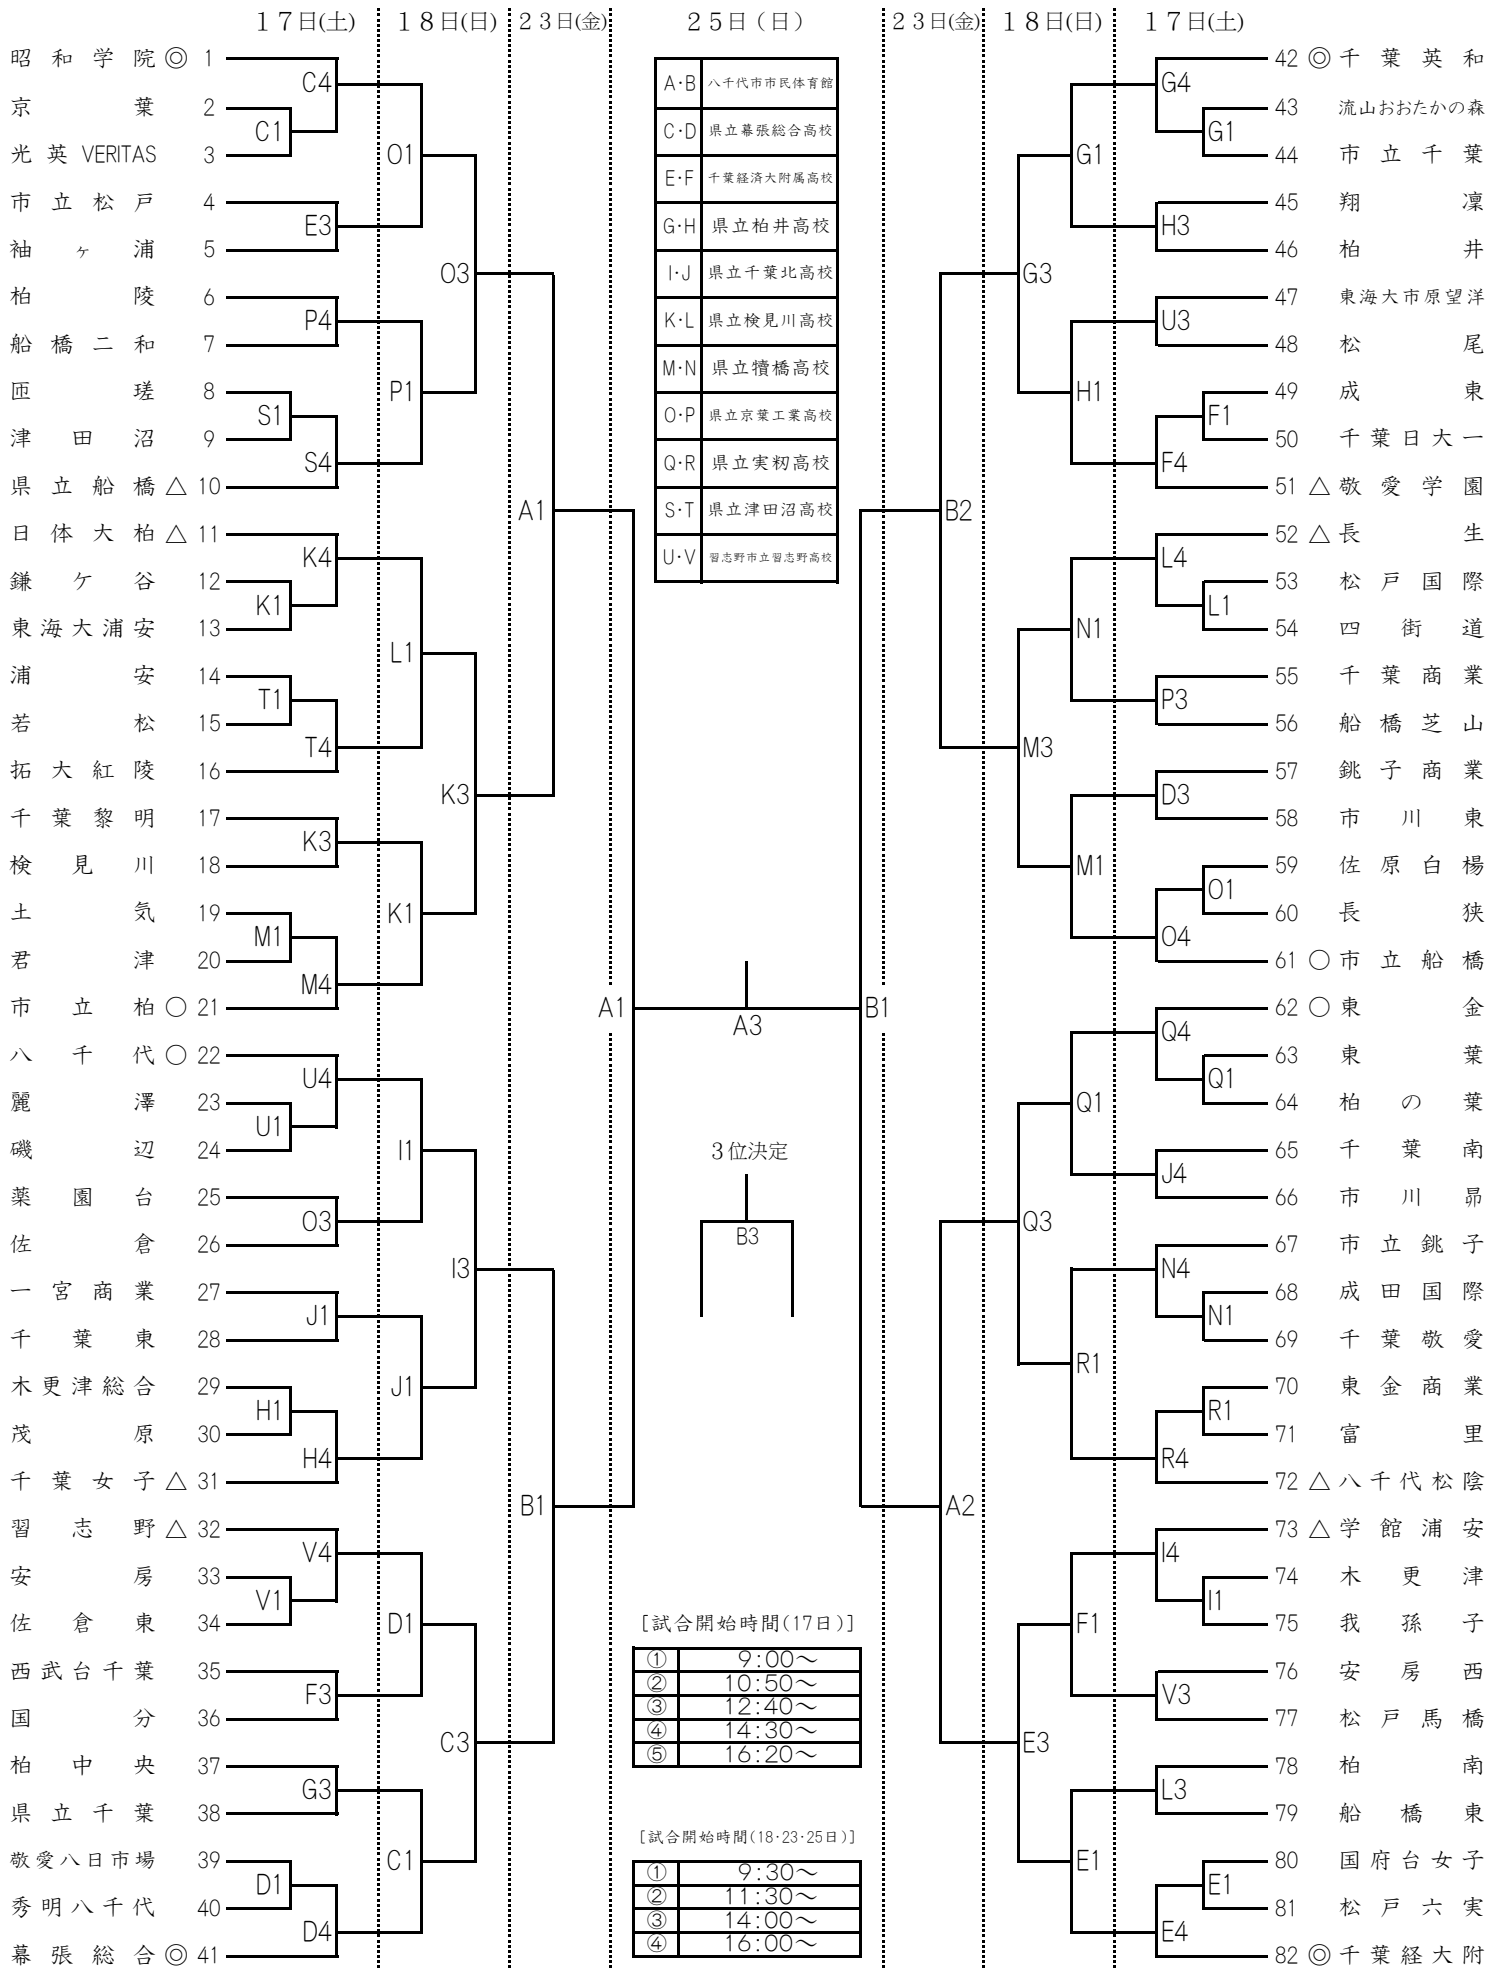 17日(土) 18日(日) 23日(金) 25日(日) 23日(金) 18日(日) 17日(土)
昭和学院 ◎ 1
京葉 2
光英VERITAS 3
市立松戸 4
袖ヶ浦 5
柏陵 6
船橋二和 7
匝瑳 8
津田沼 9
県立船橋 △ 10
日体大柏 △ 11
鎌ケ谷 12
東海大浦安 13
浦安 14
若松 15
拓大紅陵 16
千葉黎明 17
検見川 18
土気 19
君津 20
市立柏 ○ 21
八千代 ○ 22
麗澤 23
磯辺 24
薬園台 25
佐倉 26
一宮商業 27
千葉東 28
木更津総合 29
茂原 30
千葉女子 △ 31
習志野 △ 32
安房 33
佐倉東 34
西武台千葉 35
国分 36
柏中央 37
県立千葉 38
敬愛八日市場 39
秀明八千代 40
幕張総合 ◎ 41
C4
C1
E3
P4
S1
S4
K4
K1
T1
T4
K3
M1
M4
U4
U1
O3
J1
H1
H4
V4
V1
F3
G3
D1
D4
O1
P1
L1
K1
I1
J1
D1
C1
O3
K3
I3
C3
A1
B1
A1
A・B 八千代市市民体育館
C・D 県立幕張総合高校
E・F 千葉経済大附属高校
G・H 県立柏井高校
I・J 県立千葉北高校
K・L 県立検見川高校
M・N 県立犢橋高校
O・P 県立京葉工業高校
Q・R 県立実籾高校
S・T 県立津田沼高校
U・V 習志野市立習志野高校
A3
3位決定
B3
[試合開始時間(17日)]
① 9:00～
② 10:50～
③ 12:40～
④ 14:30～
⑤ 16:20～
[試合開始時間(18・23・25日)]
① 9:30～
② 11:30～
③ 14:00～
④ 16:00～
B1
B2
A2
G3
M3
Q3
E3
G1
H1
N1
M1
Q1
R1
F1
E1
G4
G1
H3
U3
F1
F4
L4
L1
P3
D3
O1
O4
Q4
Q1
J4
N4
N1
R1
R4
I4
I1
V3
L3
E1
E4
42 ◎ 千葉英和
43 流山おおたかの森
44 市立千葉
45 翔凜
46 柏井
47 東海大市原望洋
48 松尾
49 成東
50 千葉日大一
51 △ 敬愛学園
52 △ 長生
53 松戸国際
54 四街道
55 千葉商業
56 船橋芝山
57 銚子商業
58 市川東
59 佐原白楊
60 長狭
61 ○ 市立船橋
62 ○ 東金
63 東葉
64 柏の葉
65 千葉南
66 市川昴
67 市立銚子
68 成田国際
69 千葉敬愛
70 東金商業
71 富里
72 △ 八千代松陰
73 △ 学館浦安
74 木更津
75 我孫子
76 安房西
77 松戸馬橋
78 柏南
79 船橋東
80 国府台女子
81 松戸六実
82 ◎ 千葉経大附